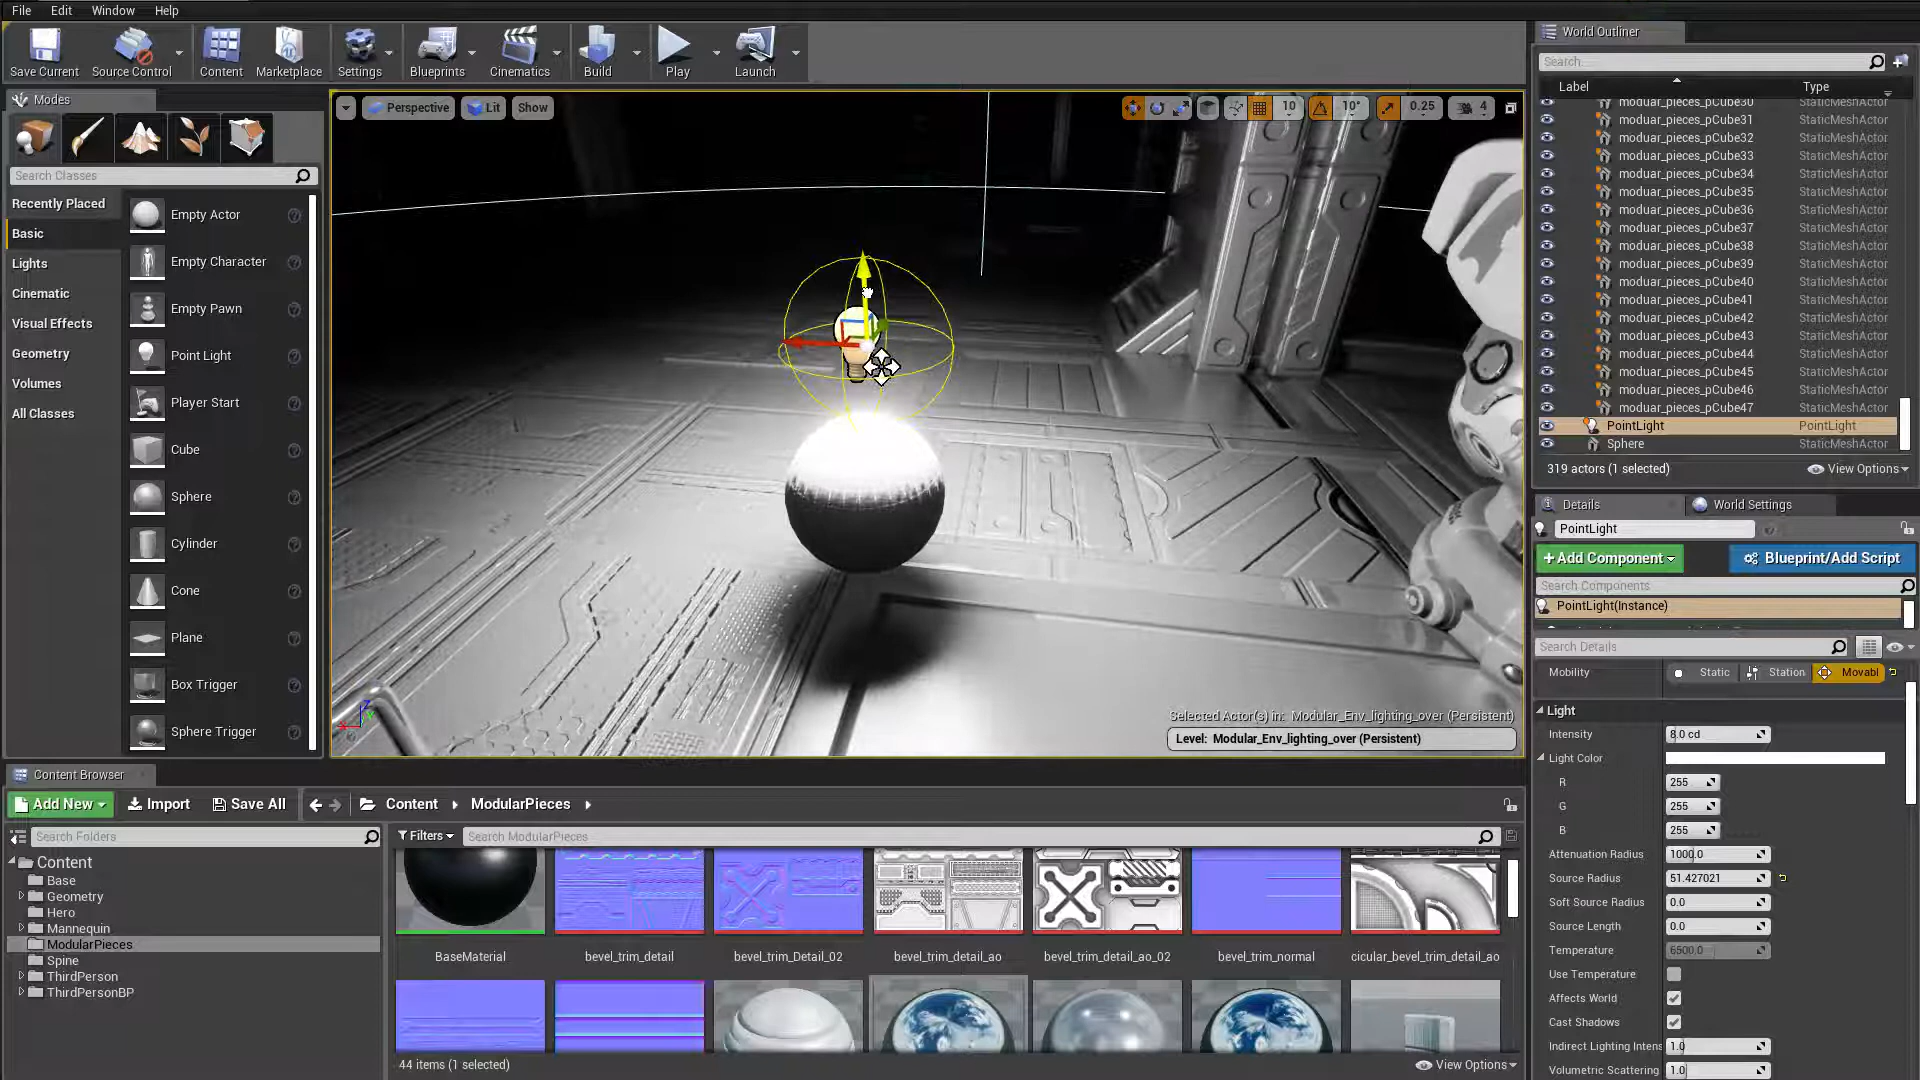 File Edit Window Help
Save Current Source Control Content Marketplace Settings Blueprints Cinematics Build Play Launch
Modes
Search Classes
Recently Placed
Basic
Lights
Cinematic
Visual Effects
Geometry
Volumes
All Classes
Empty Actor
Empty Character
Empty Pawn
Point Light
Player Start
Cube
Sphere
Cylinder
Cone
Plane
Box Trigger
Sphere Trigger
Perspective Lit Show
10 10° 0.25 4
Selected Actor(s) in: Modular_Env_lighting_over (Persistent)
Level: Modular_Env_lighting_over (Persistent)
World Outliner
Search...
Label Type
moduar_pieces_pCube30 StaticMeshActor
moduar_pieces_pCube31 StaticMeshActor
moduar_pieces_pCube32 StaticMeshActor
moduar_pieces_pCube33 StaticMeshActor
moduar_pieces_pCube34 StaticMeshActor
moduar_pieces_pCube35 StaticMeshActor
moduar_pieces_pCube36 StaticMeshActor
moduar_pieces_pCube37 StaticMeshActor
moduar_pieces_pCube38 StaticMeshActor
moduar_pieces_pCube39 StaticMeshActor
moduar_pieces_pCube40 StaticMeshActor
moduar_pieces_pCube41 StaticMeshActor
moduar_pieces_pCube42 StaticMeshActor
moduar_pieces_pCube43 StaticMeshActor
moduar_pieces_pCube44 StaticMeshActor
moduar_pieces_pCube45 StaticMeshActor
moduar_pieces_pCube46 StaticMeshActor
moduar_pieces_pCube47 StaticMeshActor
PointLight PointLight
Sphere StaticMeshActor
319 actors (1 selected) View Options
Details World Settings
PointLight
+Add Component Blueprint/Add Script
Search Components
PointLight(Instance)
Search Details
Mobility Static Station Movabl
Light
Intensity 8.0 cd
Light Color
R 255
G 255
B 255
Attenuation Radius 1000.0
Source Radius 51.427021
Soft Source Radius 0.0
Source Length 0.0
Temperature 6500.0
Use Temperature
Affects World
Cast Shadows
Indirect Lighting Intens 1.0
Volumetric Scattering 1.0
Content Browser
Add New Import Save All Content ModularPieces
Search Folders
Filters Search ModularPieces
Content
Base
Geometry
Hero
Mannequin
ModularPieces
Spine
ThirdPerson
ThirdPersonBP
BaseMaterial bevel_trim_detail bevel_trim_Detail_02 bevel_trim_detail_ao bevel_trim_detail_ao_02 bevel_trim_normal cicular_bevel_trim_detail_ao
44 items (1 selected) View Options